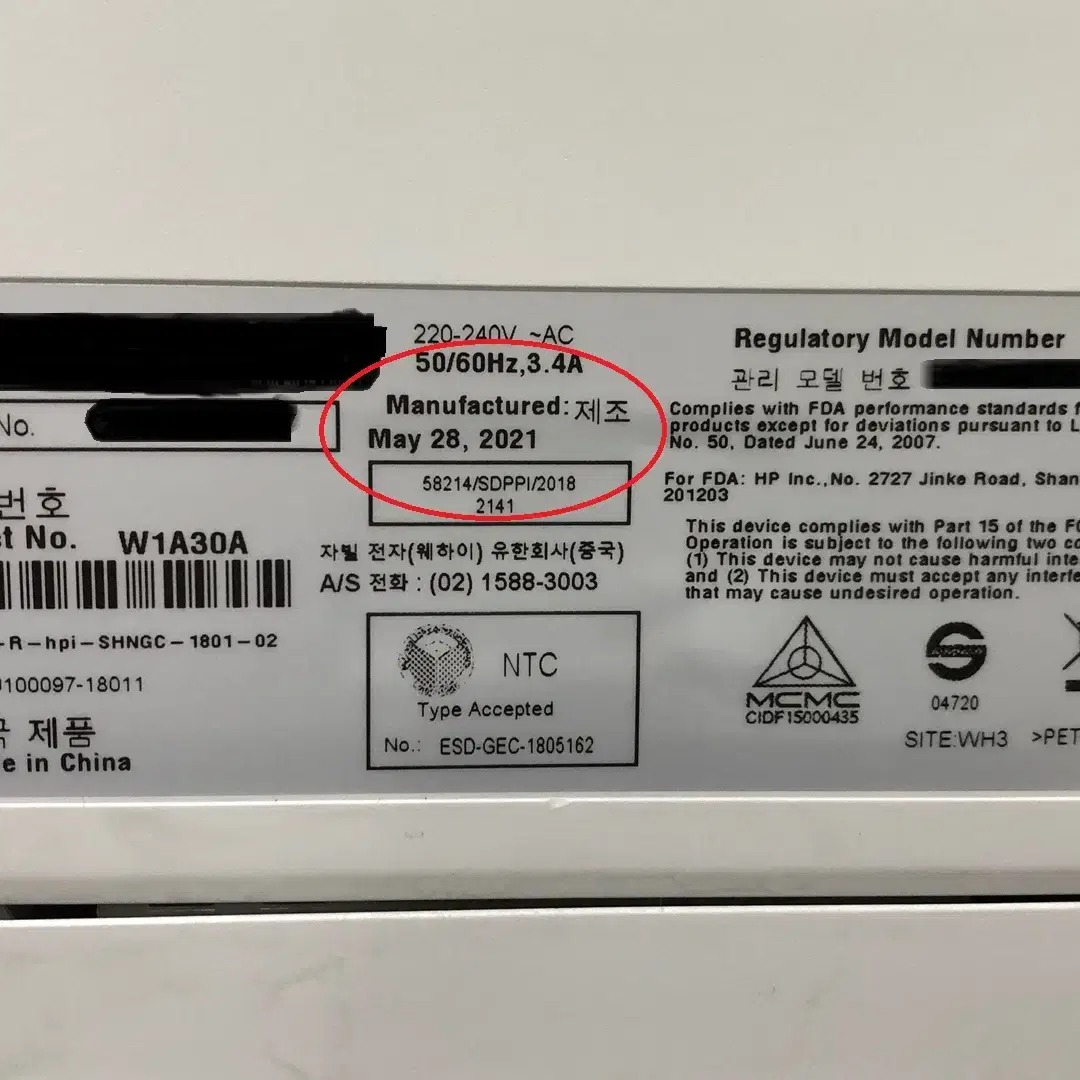 220-240V ~AC
50/60Hz,3.4A
Manufactured:제조
May 28, 2021
58214/SDPPI/2018
2141
자빌 전자(웨하이) 유한회사(중국)
A/S 전화 : (02) 1588-3003
NTC
Type Accepted
No.: ESD-GEC-1805162
No.
번호
t No. W1A30A
-R-hpi-SHNGC-1801-02
100097-18011
제품
e in China
Regulatory Model Number
관리 모델 번호
Complies with FDA performance standards f
products except for deviations pursuant to L
No. 50, Dated June 24, 2007.
For FDA: HP Inc.,No. 2727 Jinke Road, Shan
201203
This device complies with Part 15 of the F
Operation is subject to the following two co
(1) This device may not cause harmful inte
and (2) This device must accept any interfe
that may cause undesired operation.
MCMC
CIDF15000435
04720
SITE:WH3 >PET